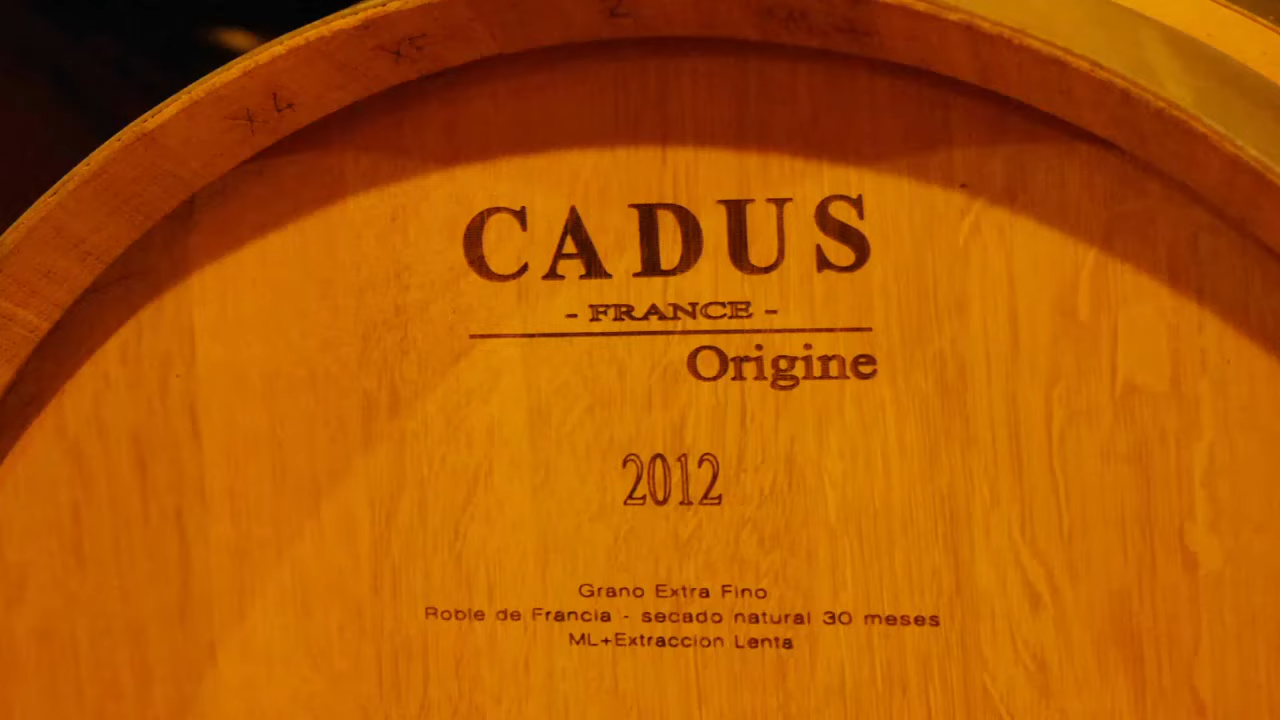 CADUS
- FRANCE -
Origine
2012
Grano Extra Fino
Roble de Francia - secado natural 30 meses
ML+Extraccion Lenta